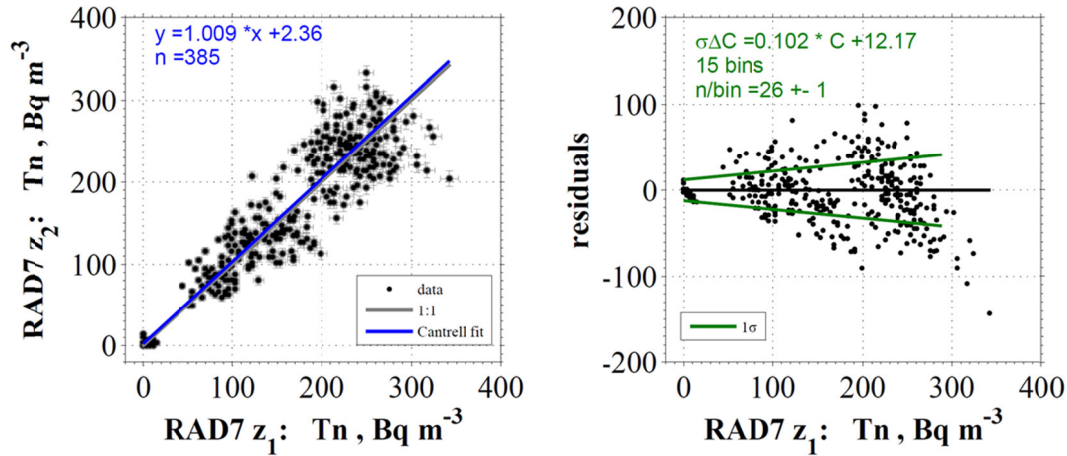 y =1.009 *x +2.36
n =385
RAD7 z2: Tn , Bq m-3
400
300
200
100
0
data
1:1
Cantrell fit
0 100 200 300 400
RAD7 z1: Tn , Bq m-3
σΔC =0.102 * C +12.17
15 bins
n/bin =26 +- 1
residuals
200
100
0
-100
-200
1σ
0 100 200 300 400
RAD7 z1: Tn , Bq m-3